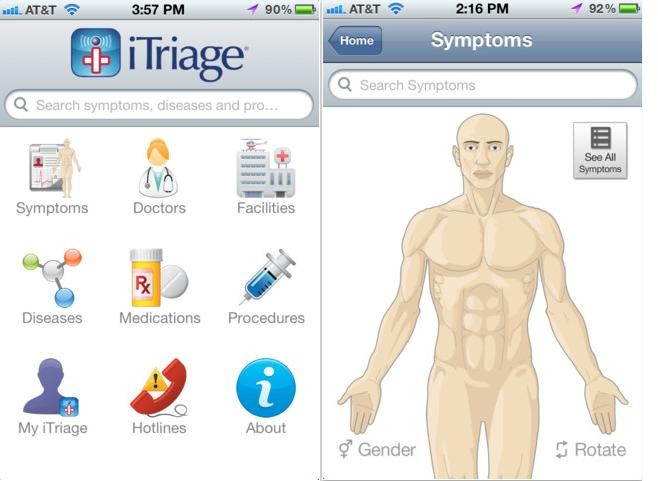 AT&T 3:57 PM 90%
iTriage®
Search symptoms, diseases and pro...
Symptoms Doctors Facilities
Rx
Diseases Medications Procedures
i
My iTriage Hotlines About
AT&T 2:16 PM 92%
Home Symptoms
Search Symptoms
See All
Symptoms
Gender Rotate